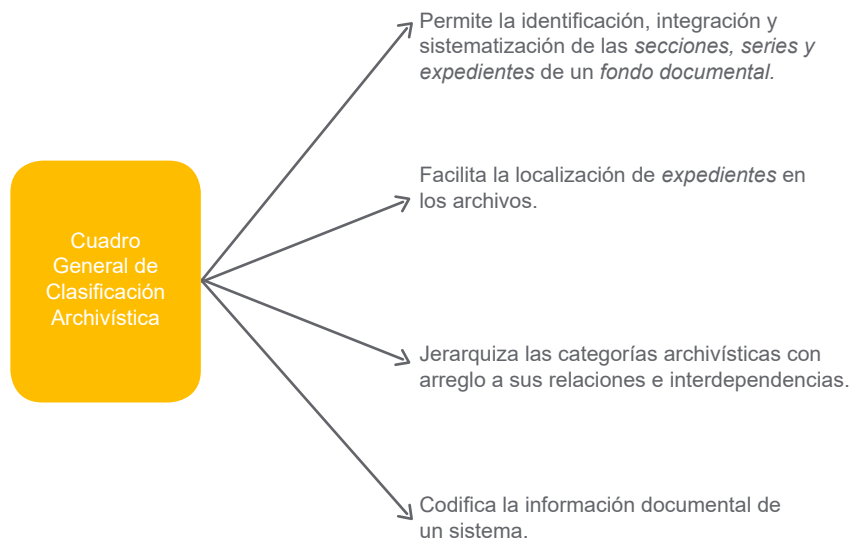 Permite la identificación, integración y
sistematización de las secciones, series y
expedientes de un fondo documental.
Facilita la localización de expedientes en
los archivos.
Cuadro
General de
Clasificación
Archivística
Jerarquiza las categorías archivísticas con
arreglo a sus relaciones e interdependencias.
Codifica la información documental de
un sistema.